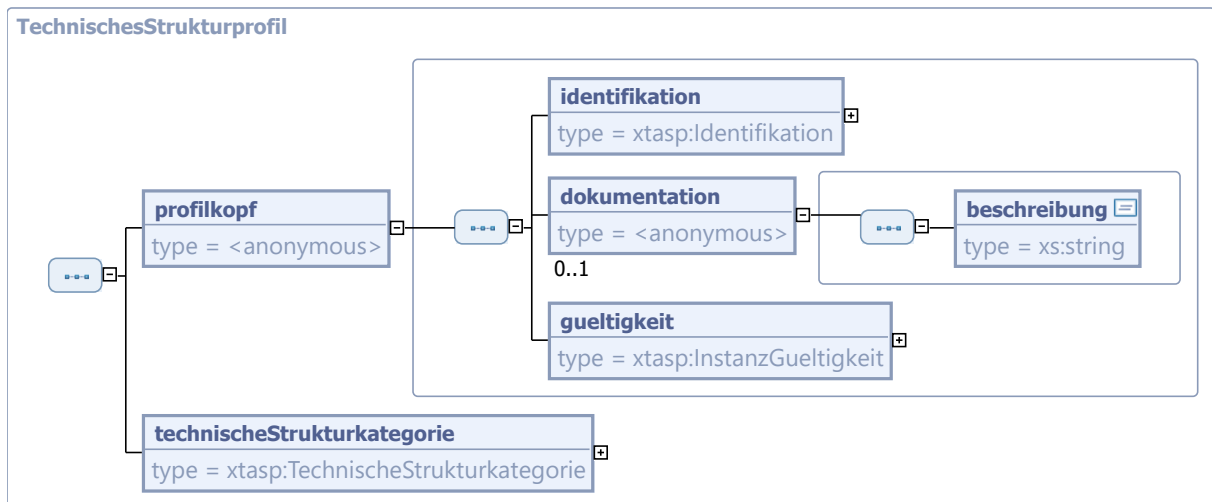 TechnischesStrukturprofil
identifikation
type = xtasp:Identifikation
profilkopf
type = <anonymous>
dokumentation
type = <anonymous>
0..1
beschreibung
type = xs:string
gueltigkeit
type = xtasp:InstanzGueltigkeit
technischeStrukturkategorie
type = xtasp:TechnischeStrukturkategorie